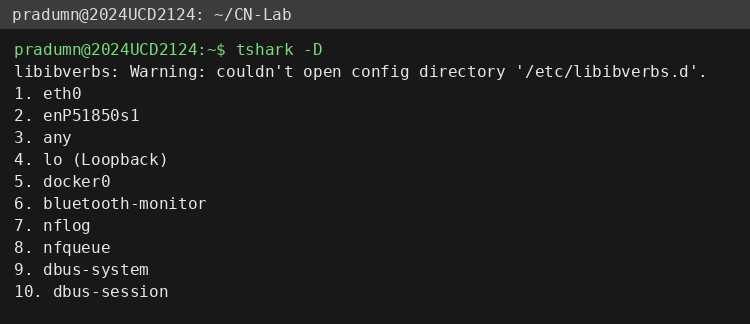 pradumn@2024UCD2124: ~/CN-Lab
pradumn@2024UCD2124:~$ tshark -D
libibverbs: Warning: couldn't open config directory '/etc/libibverbs.d'.
1. eth0
2. enP51850s1
3. any
4. lo (Loopback)
5. docker0
6. bluetooth-monitor
7. nflog
8. nfqueue
9. dbus-system
10. dbus-session